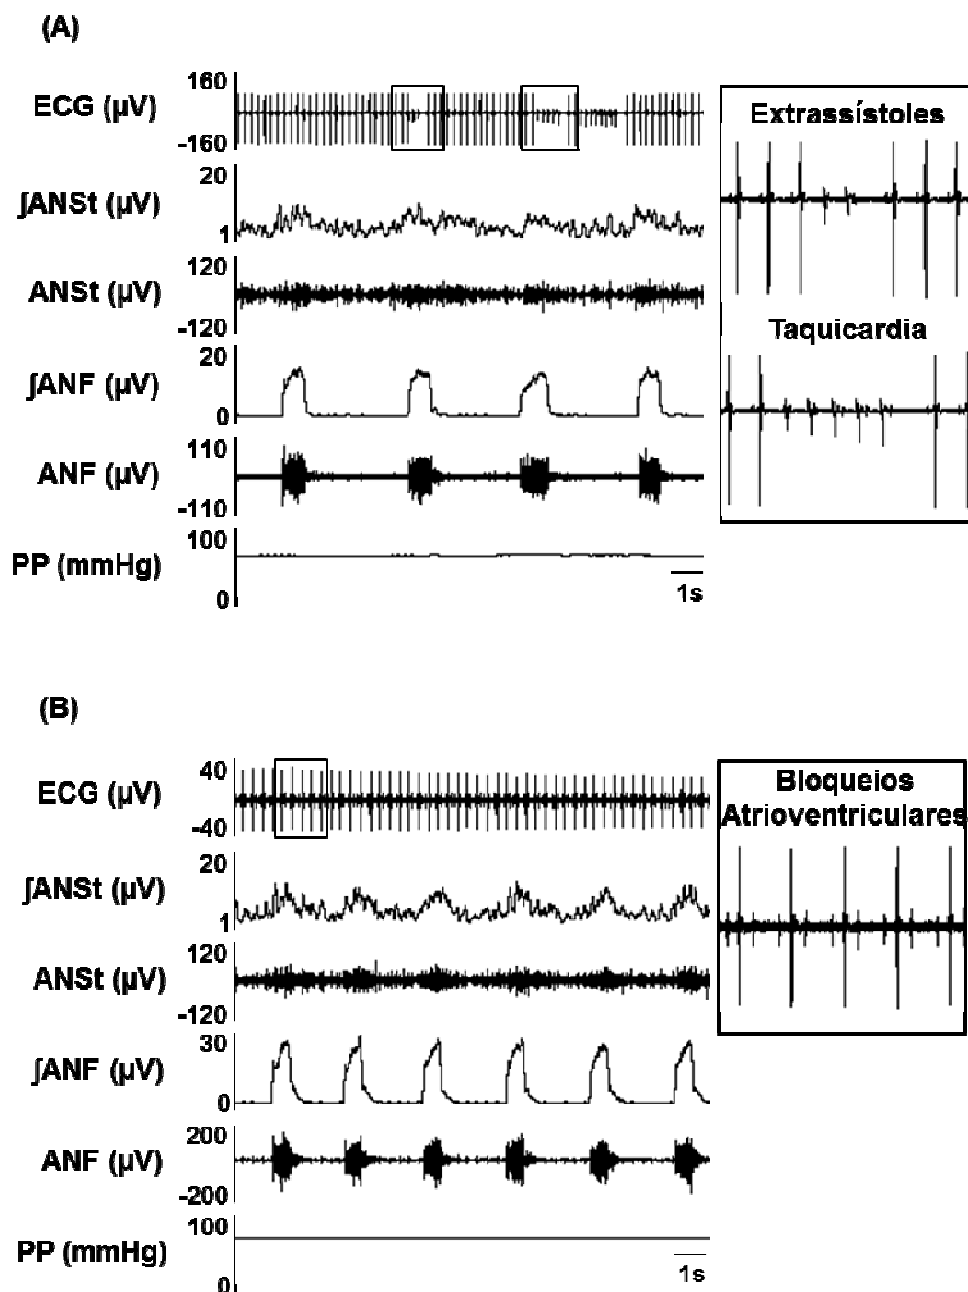 (A)
160
ECG (µV)
-160
20
∫ANSt (µV)
1
120
ANSt (µV)
-120
20
∫ANF (µV)
0
110
ANF (µV)
-110
100
PP (mmHg)
0
1s
Extrassístoles
Taquicardia
(B)
40
ECG (µV)
-40
20
∫ANSt (µV)
1
120
ANSt (µV)
-120
30
∫ANF (µV)
0
200
ANF (µV)
-200
100
PP (mmHg)
0
1s
Bloqueios
Atrioventriculares